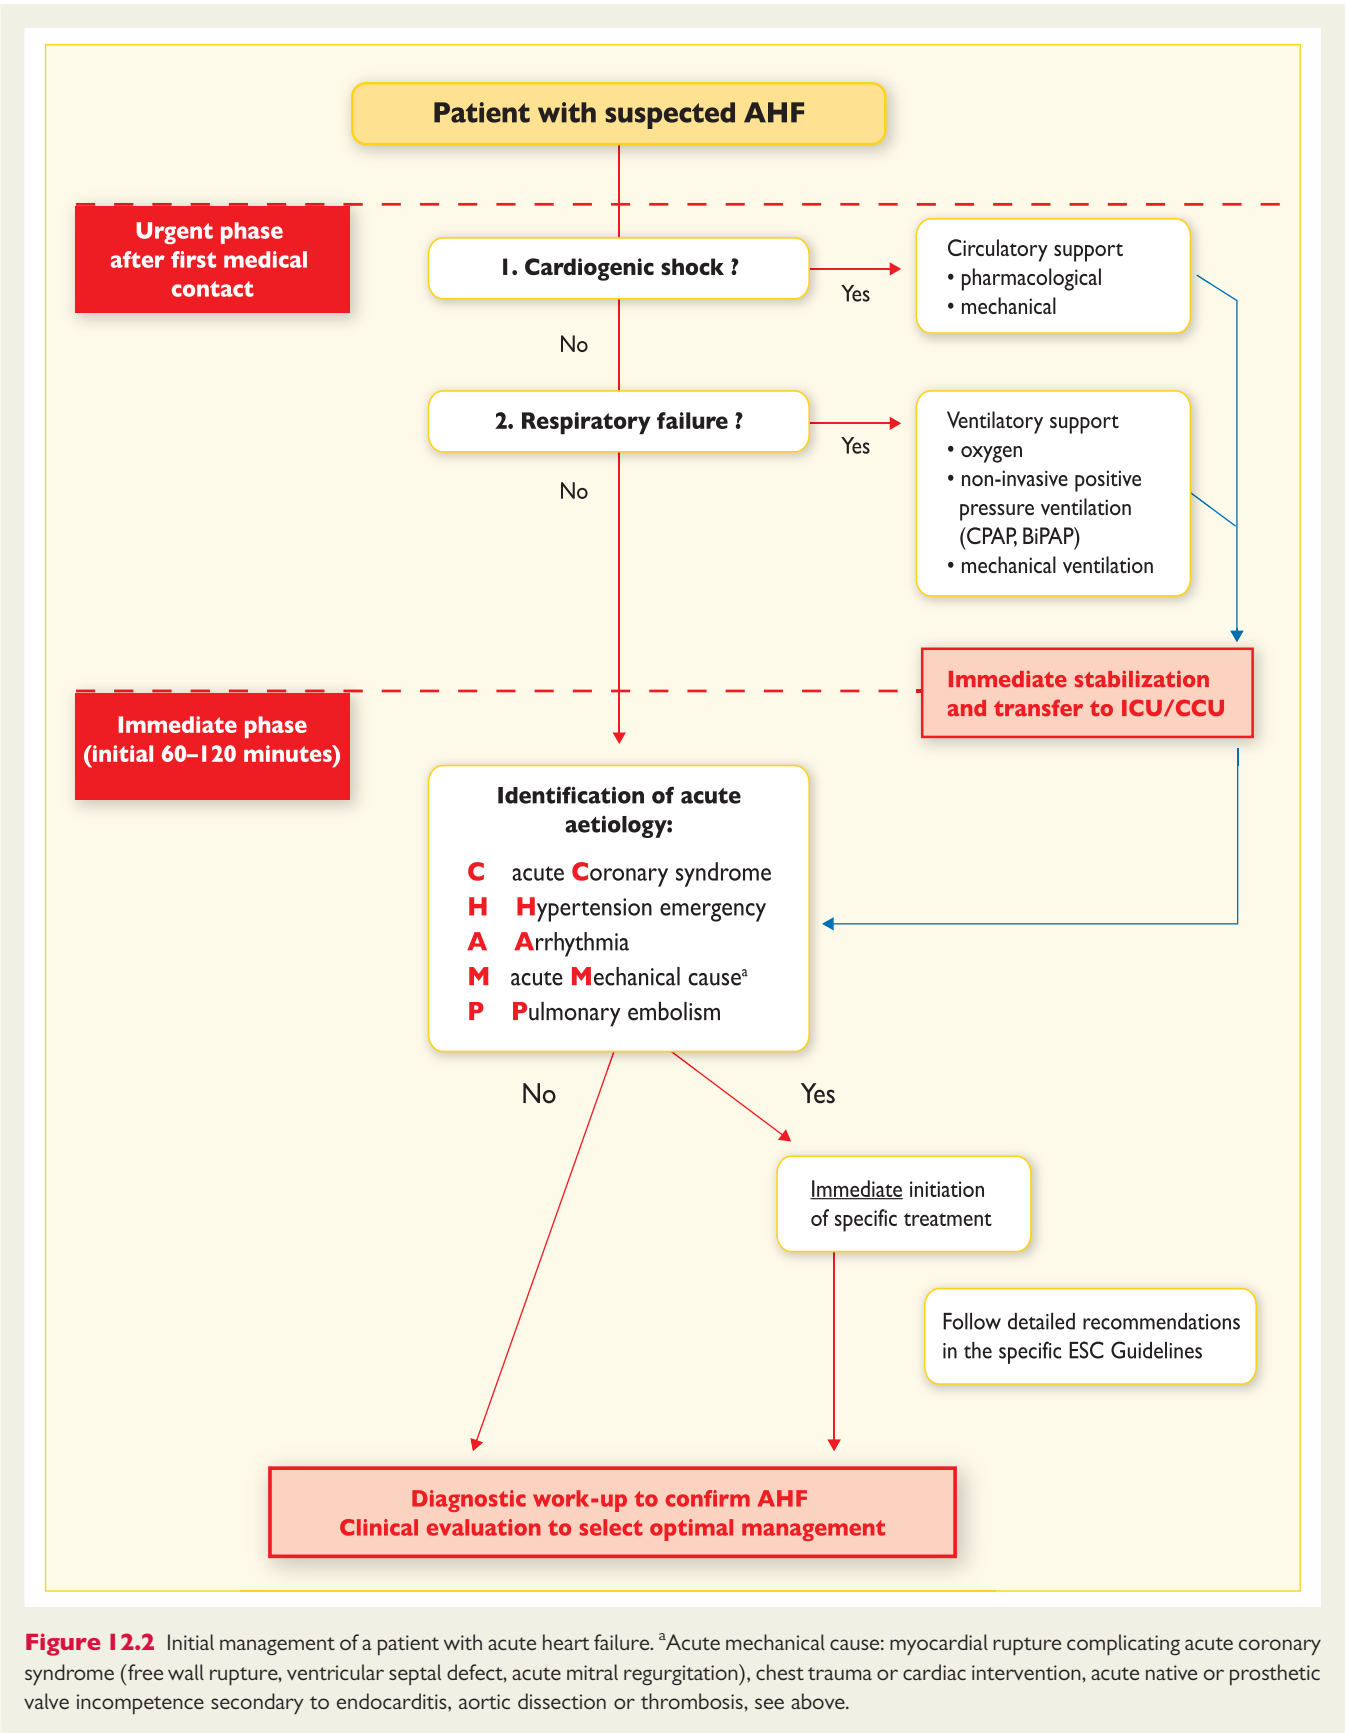 Patient with suspected AHF
Urgent phase
after first medical
contact
1. Cardiogenic shock ?
Yes
Circulatory support
• pharmacological
• mechanical
No
2. Respiratory failure ?
Yes
Ventilatory support
• oxygen
• non-invasive positive
pressure ventilation
(CPAP, BiPAP)
• mechanical ventilation
No
Immediate stabilization
and transfer to ICU/CCU
Immediate phase
(initial 60–120 minutes)
Identification of acute
aetiology:
C acute Coronary syndrome
H Hypertension emergency
A Arrhythmia
M acute Mechanical causeᵃ
P Pulmonary embolism
No
Yes
Immediate initiation
of specific treatment
Follow detailed recommendations
in the specific ESC Guidelines
Diagnostic work-up to confirm AHF
Clinical evaluation to select optimal management
Figure 12.2 Initial management of a patient with acute heart failure. ᵃAcute mechanical cause: myocardial rupture complicating acute coronary
syndrome (free wall rupture, ventricular septal defect, acute mitral regurgitation), chest trauma or cardiac intervention, acute native or prosthetic
valve incompetence secondary to endocarditis, aortic dissection or thrombosis, see above.